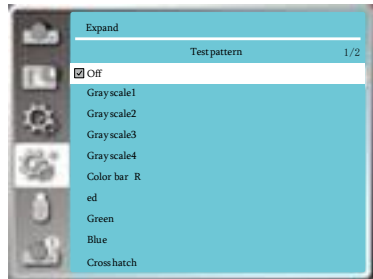 Expand
Test pattern 1/2
Off
Grayscale1
Grayscale2
Grayscale3
Grayscale4
Color bar R
ed
Green
Blue
Crosshatch